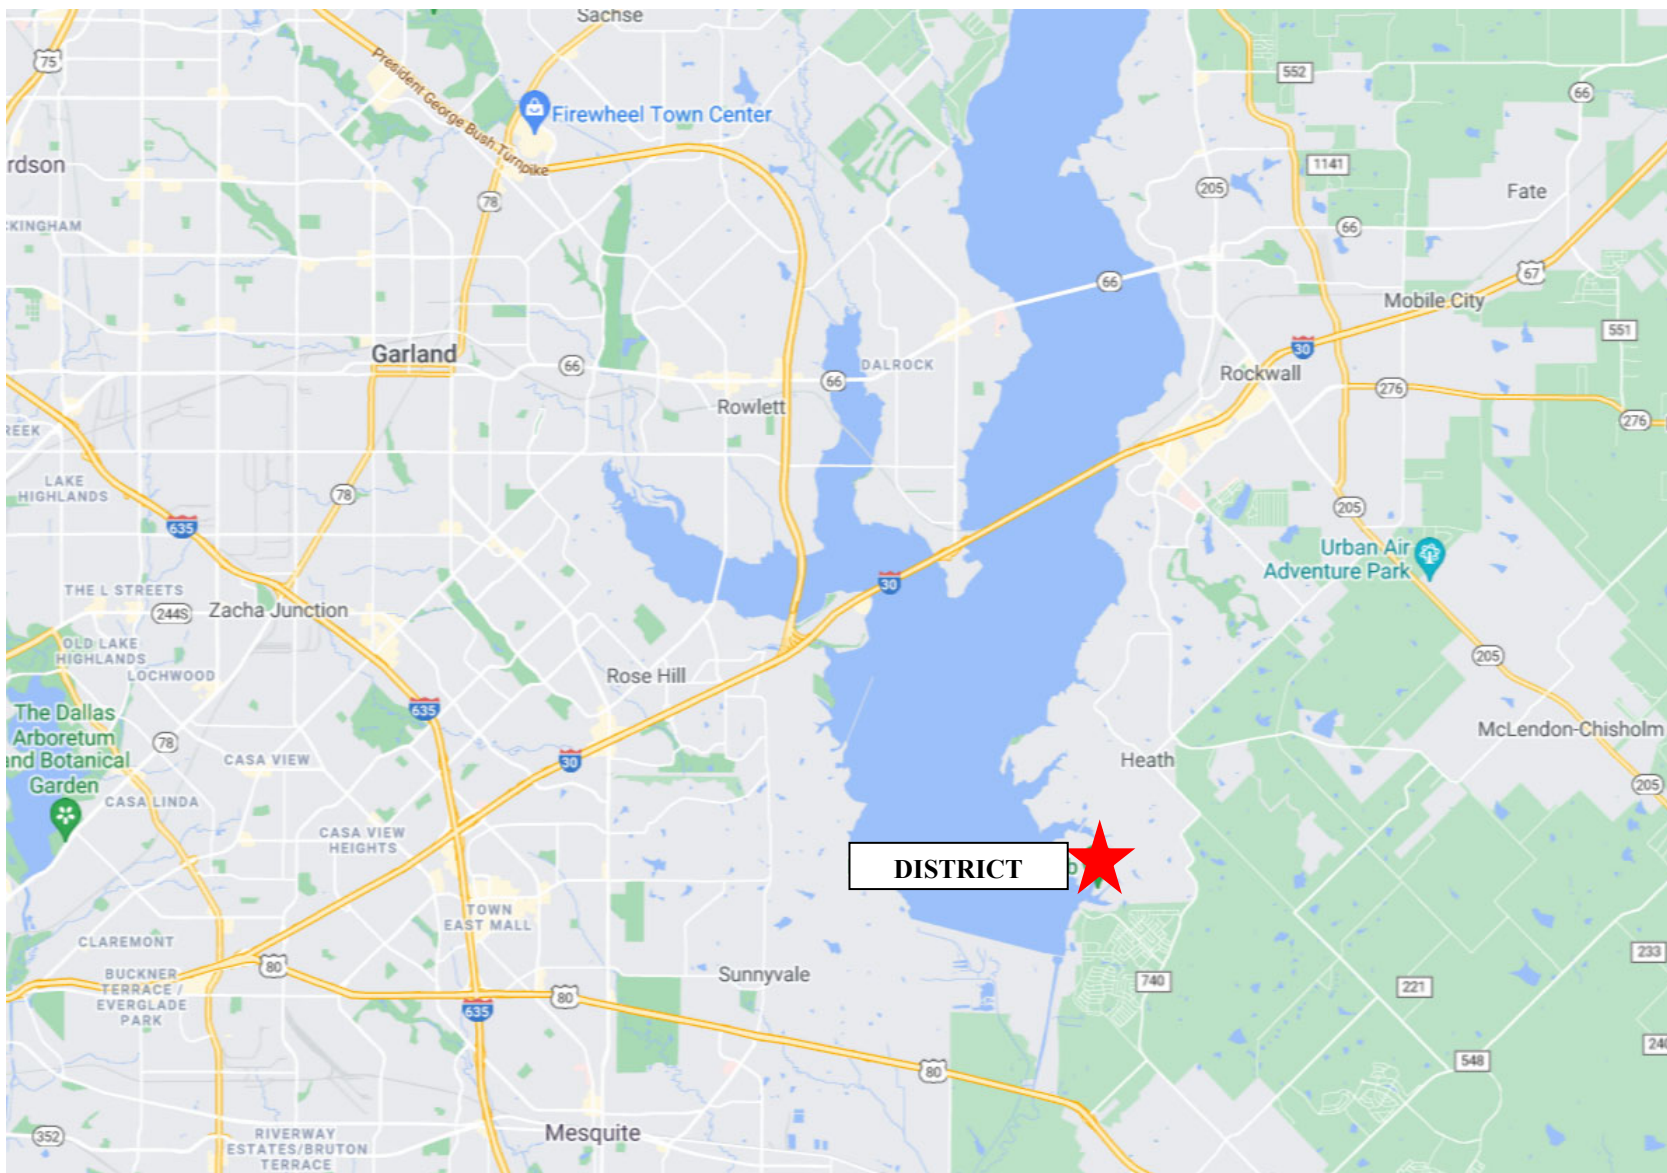 Sachse
75
552
66
President George Bush Turnpike
Firewheel Town Center
rdson
1141
205
Fate
78
CKINGHAM
66
67
66
Mobile City
551
Garland
30
66
DALROCK
Rockwall
66
276
Rowlett
276
REEK
LAKE
HIGHLANDS
78
205
635
Urban Air
Adventure Park
30
THE L STREETS
244S
Zacha Junction
OLD LAKE
HIGHLANDS
205
LOCHWOOD
Rose Hill
635
The Dallas
Arboretum
and Botanical
Garden
78
McLendon-Chisholm
CASA VIEW
30
Heath
205
CASA LINDA
CASA VIEW
HEIGHTS
DISTRICT
TOWN
EAST MALL
CLAREMONT
233
80
BUCKNER
TERRACE /
EVERGLADE
PARK
Sunnyvale
740
221
80
635
240
548
80
352
Mesquite
RIVERWAY
ESTATES/BRUTON
TERRACE